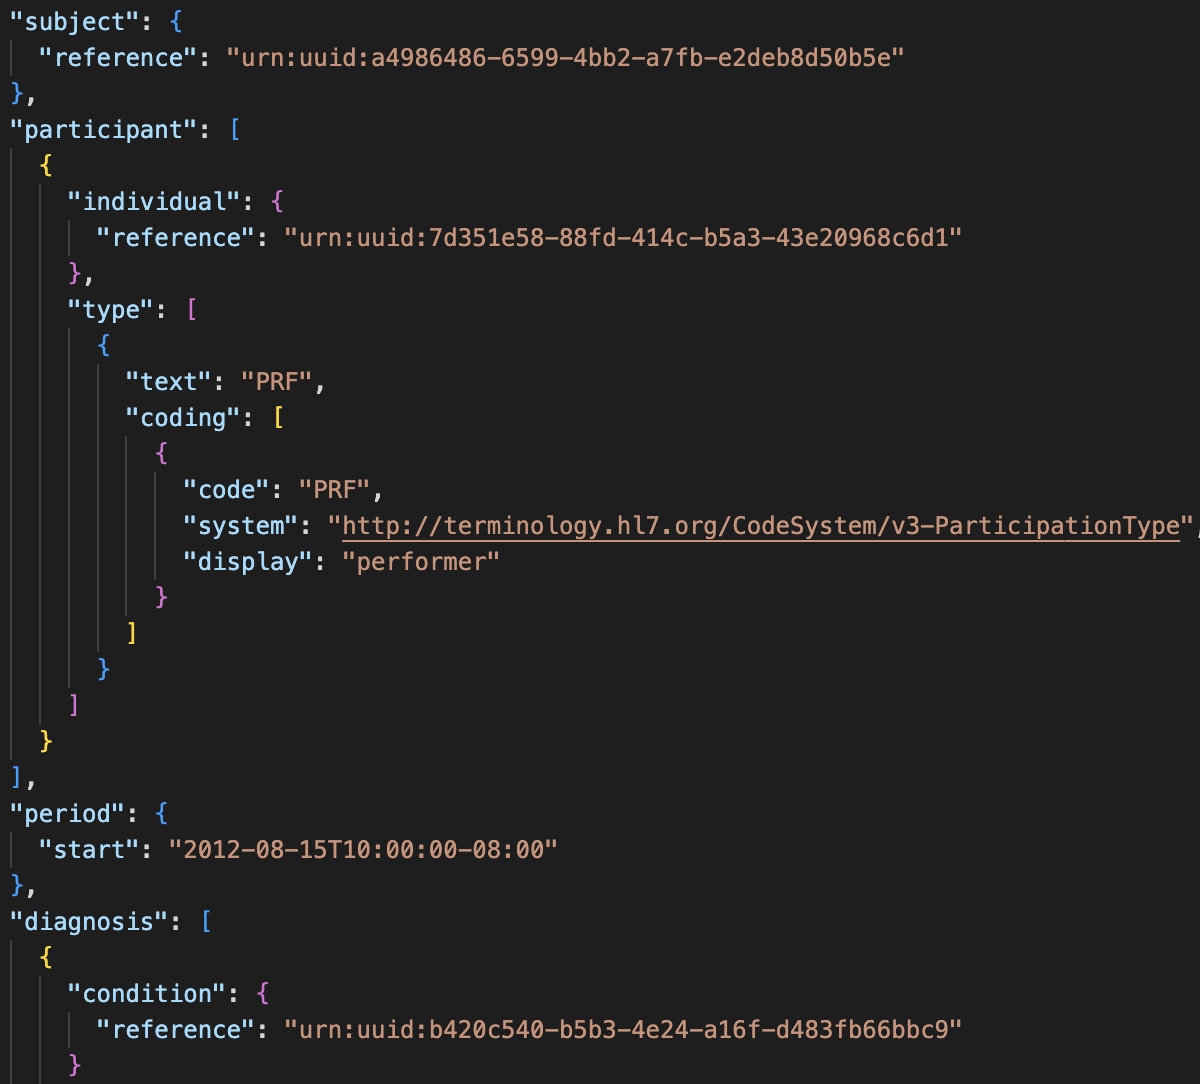 "subject": {
"reference": "urn:uuid:a4986486-6599-4bb2-a7fb-e2deb8d50b5e"
},
"participant": [
{
"individual": {
"reference": "urn:uuid:7d351e58-88fd-414c-b5a3-43e20968c6d1"
},
"type": [
{
"text": "PRF",
"coding": [
{
"code": "PRF",
"system": "http://terminology.hl7.org/CodeSystem/v3-ParticipationType",
"display": "performer"
}
]
}
]
}
],
"period": {
"start": "2012-08-15T10:00:00-08:00"
},
"diagnosis": [
{
"condition": {
"reference": "urn:uuid:b420c540-b5b3-4e24-a16f-d483fb66bbc9"
}